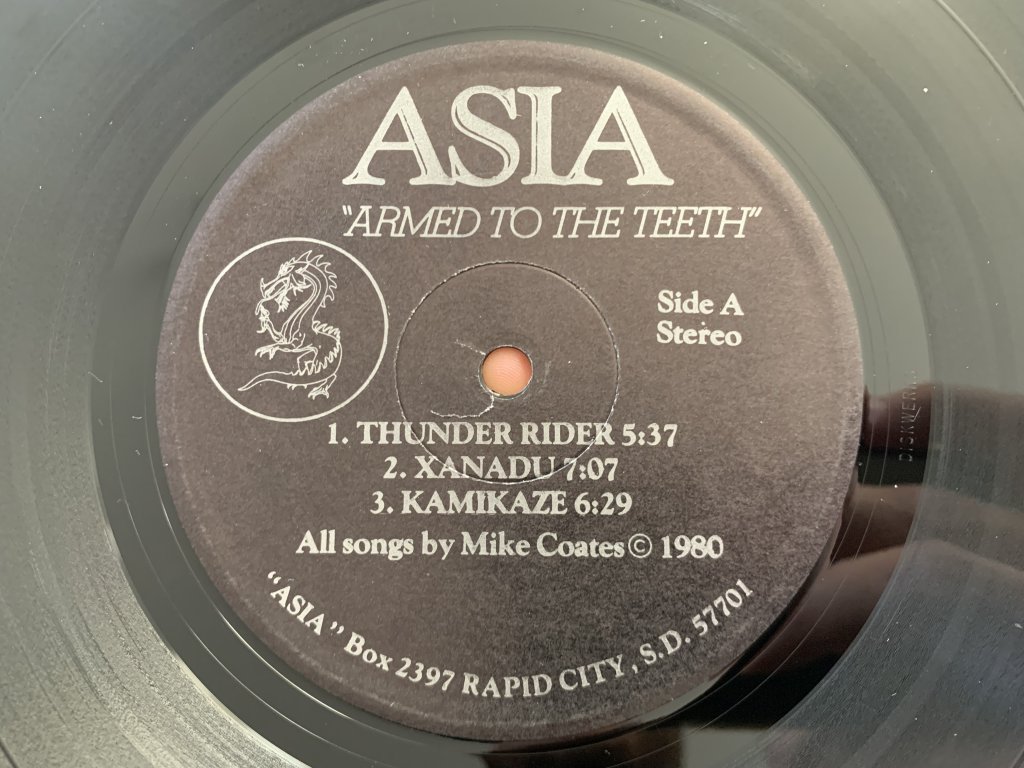 ASIA
"ARMED TO THE TEETH"
Side A
Stereo
1. THUNDER RIDER 5:37
2. XANADU 7:07
3. KAMIKAZE 6:29
All songs by Mike Coates © 1980
"ASIA" Box 2397 RAPID CITY, S.D. 57701